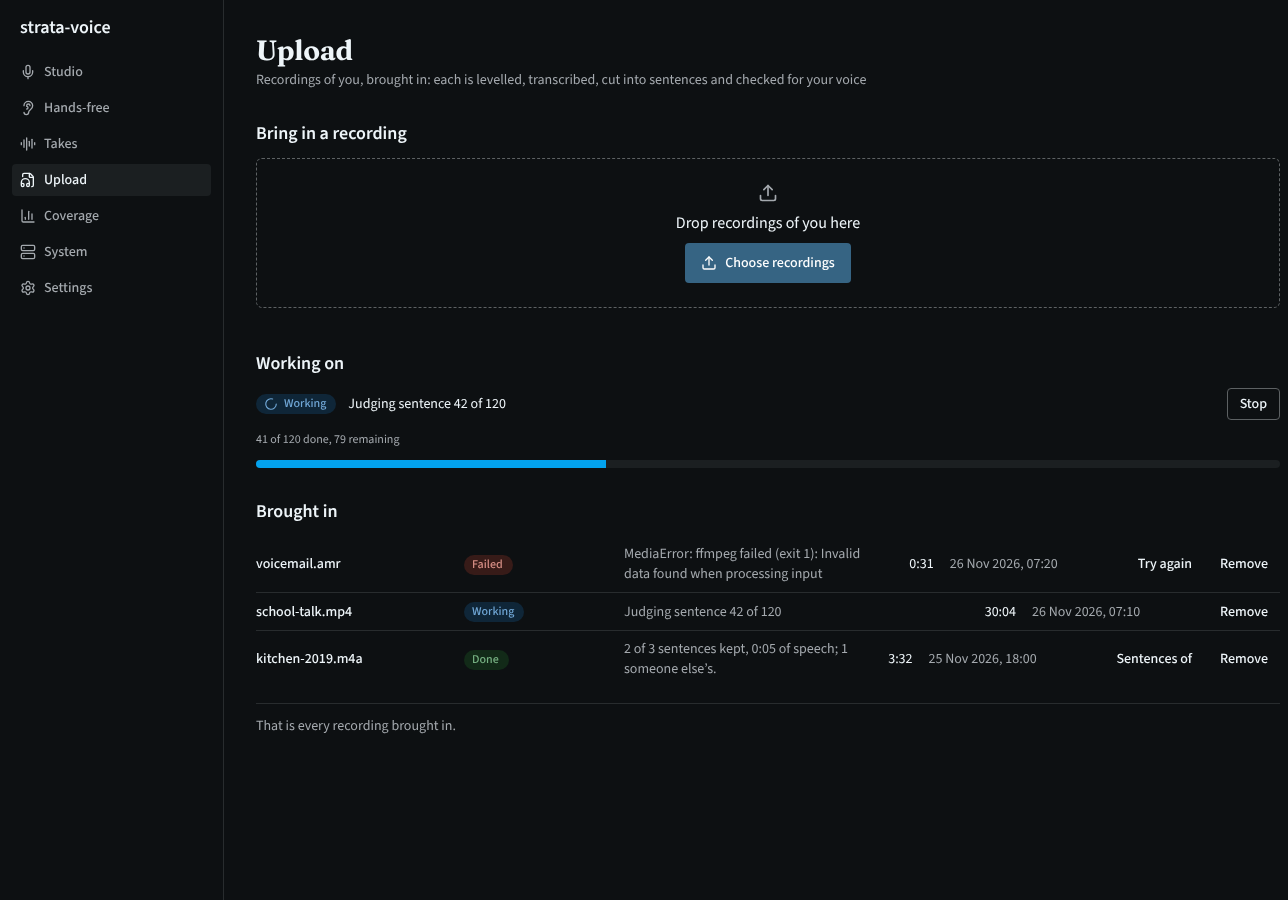 strata-voice
Studio
Hands-free
Takes
Upload
Coverage
System
Settings
Upload
Recordings of you, brought in: each is levelled, transcribed, cut into sentences and checked for your voice
Bring in a recording
Drop recordings of you here
Choose recordings
Working on
Working Judging sentence 42 of 120 Stop
41 of 120 done, 79 remaining
Brought in
voicemail.amr Failed MediaError: ffmpeg failed (exit 1): Invalid
data found when processing input 0:31 26 Nov 2026, 07:20 Try again Remove
school-talk.mp4 Working Judging sentence 42 of 120 30:04 26 Nov 2026, 07:10 Remove
kitchen-2019.m4a Done 2 of 3 sentences kept, 0:05 of speech; 1
someone else’s. 3:32 25 Nov 2026, 18:00 Sentences of Remove
That is every recording brought in.